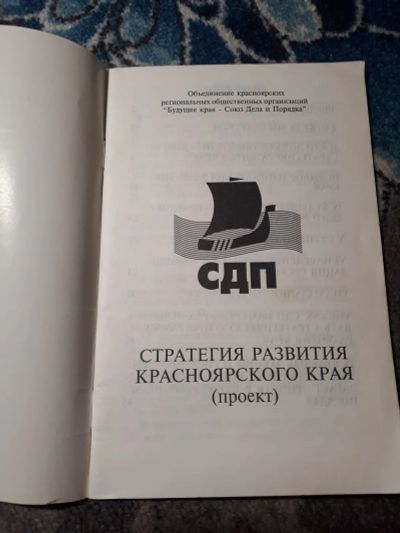 Объединение красноярских
региональных общественных организаций
"Будущее края - Союз Дела и Порядка"
СДП
СТРАТЕГИЯ РАЗВИТИЯ
КРАСНОЯРСКОГО КРАЯ
(проект)